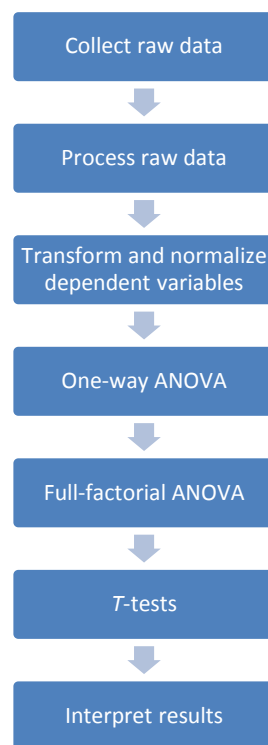 Collect raw data
Process raw data
Transform and normalize
dependent variables
One-way ANOVA
Full-factorial ANOVA
T-tests
Interpret results